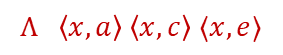 Λ ⟨x, a⟩ ⟨x, c⟩ ⟨x, e⟩